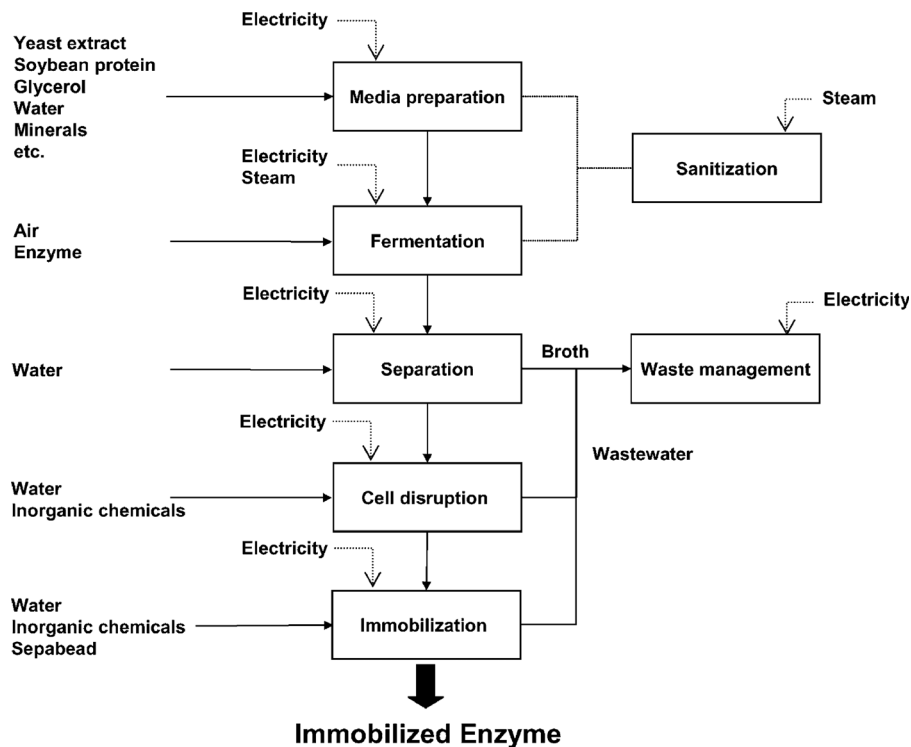 Electricity
Yeast extract
Soybean protein
Glycerol
Water
Minerals
etc.
Media preparation
Steam
Sanitization
Electricity
Steam
Air
Enzyme
Fermentation
Electricity
Electricity
Water
Separation
Broth
Waste management
Electricity
Wastewater
Water
Inorganic chemicals
Cell disruption
Electricity
Water
Inorganic chemicals
Sepabead
Immobilization
Immobilized Enzyme